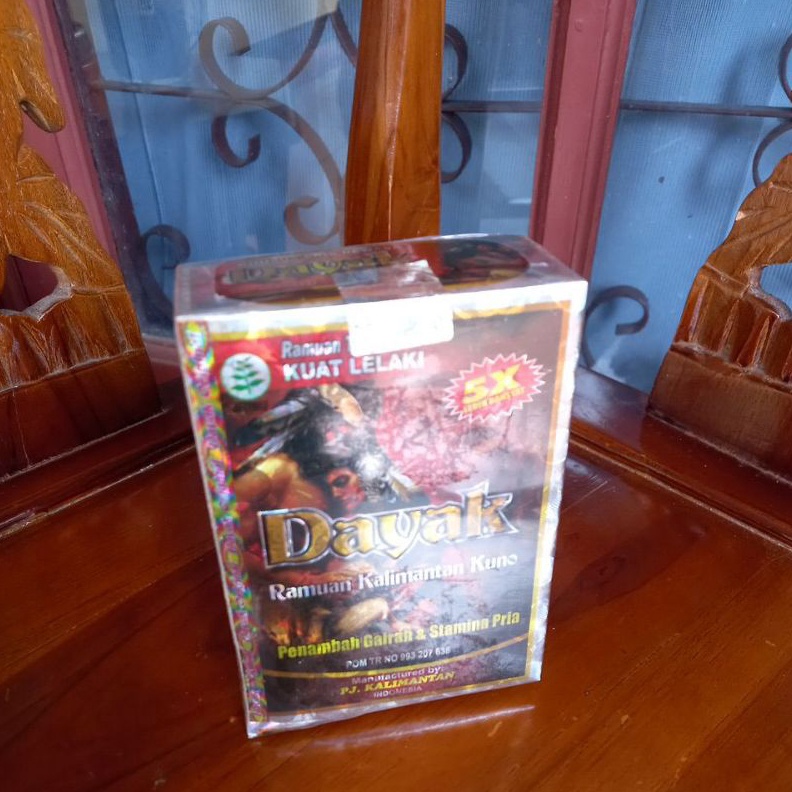 Dayak
Ramuan
KUAT LELAKI
5X
Dayak
Ramuan Kalimantan Kuno
Penambah Gairah & Stamina Pria
POM TR NO 993 207 636
Manufactured by:
PJ. KALIMANTAN
INDONESIA